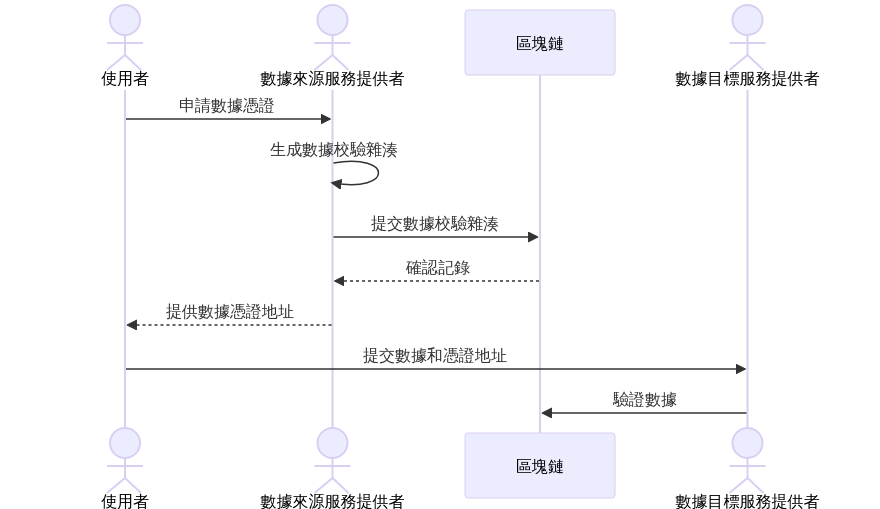 使用者
數據來源服務提供者
區塊鏈
數據目標服務提供者
申請數據憑證
生成數據校驗雜湊
提交數據校驗雜湊
確認記錄
提供數據憑證地址
提交數據和憑證地址
驗證數據
使用者
數據來源服務提供者
區塊鏈
數據目標服務提供者